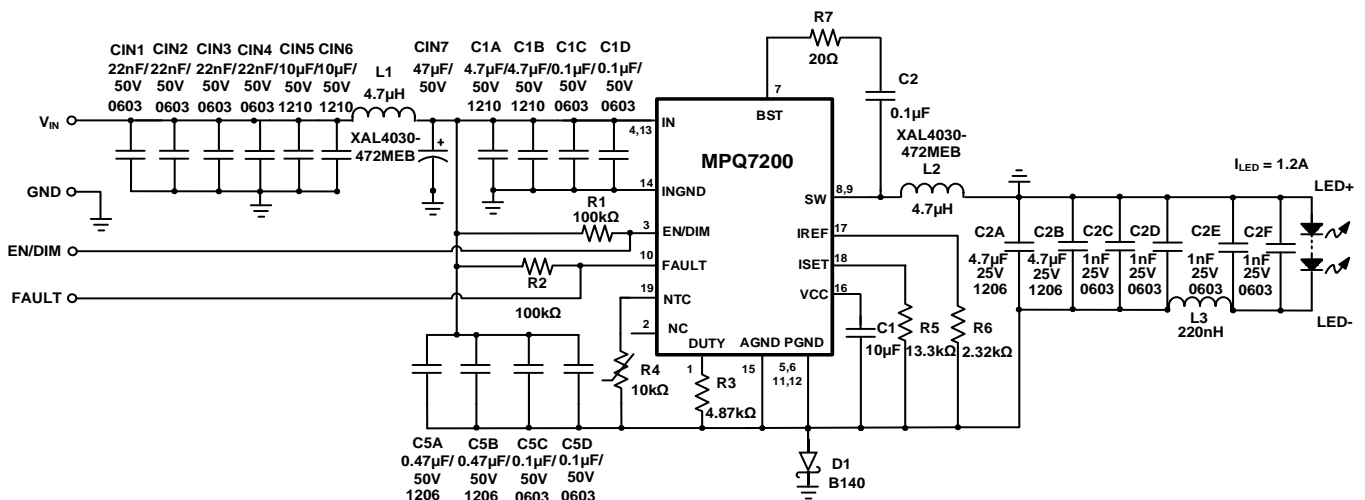 CIN1 CIN2 CIN3 CIN4 CIN5 CIN6
22nF/ 22nF/ 22nF/ 22nF/ 10µF/ 10µF/
50V 50V 50V 50V 50V 50V
0603 0603 0603 0603 1210 1210
L1
4.7µH
XAL4030-
472MEB
CIN7
47µF/
50V
+
C1A C1B C1C C1D
4.7µF/ 4.7µF/ 0.1µF/ 0.1µF/
50V 50V 50V 50V
1210 1210 0603 0603
R7
20Ω
C2
0.1µF
XAL4030-
472MEB
L2
4.7µH
VIN
GND
EN/DIM
FAULT
R1
100kΩ
R2
100kΩ
MPQ7200
7
BST
4,13
IN
14
INGND
3
EN/DIM
10
FAULT
19
NTC
2
NC
1
DUTY
15
AGND
5,6
11,12
PGND
8,9
SW
17
IREF
18
ISET
16
VCC
R4
10kΩ
R3
4.87kΩ
C1
10µF
R5
13.3kΩ
R6
2.32kΩ
ILED = 1.2A
LED+
LED-
C2A C2B C2C C2D C2E C2F
4.7µF 4.7µF 1nF 1nF 1nF 1nF
25V 25V 25V 25V 25V 25V
1206 1206 0603 0603 0603 0603
L3
220nH
C5A C5B C5C C5D
0.47µF/ 0.47µF/ 0.1µF/ 0.1µF/
50V 50V 50V 50V
1206 1206 0603 0603
D1
B140